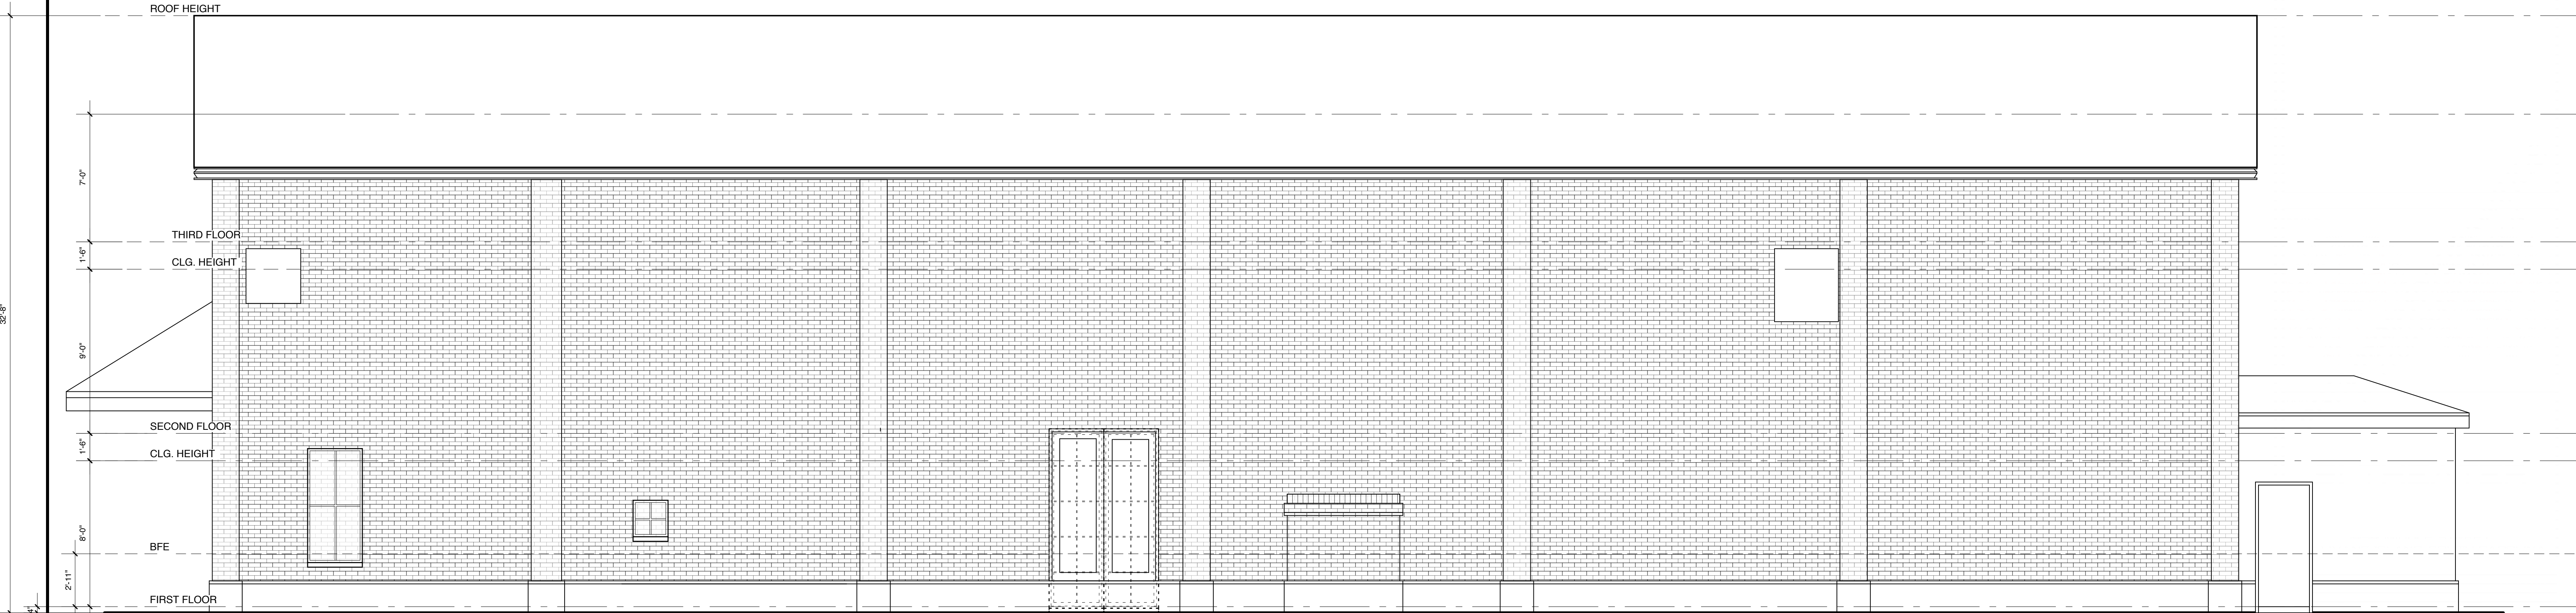 ROOF HEIGHT
7'-0"
THIRD FLOOR
1'-6"
CLG. HEIGHT
32'-8"
9'-0"
SECOND FLOOR
1'-6"
CLG. HEIGHT
8'-0"
BFE
2'-11"
FIRST FLOOR
4"